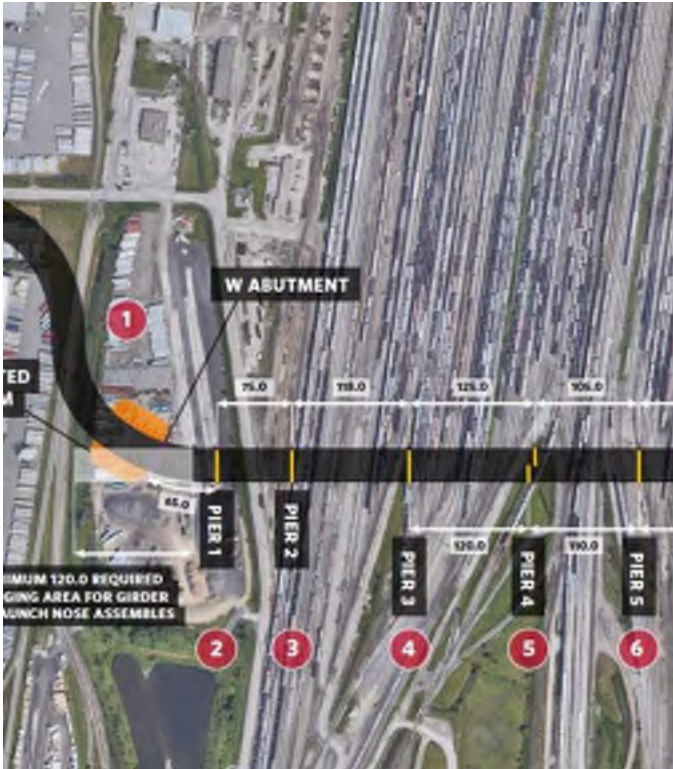 1
W ABUTMENT
TED
M
75.0
118.0
125.0
105.0
65.0
PIER 1
PIER 2
PIER 3
PIER 4
PIER 5
120.0
110.0
IMUM 120.0 REQUIRED
GING AREA FOR GIRDER
AUNCH NOSE ASSEMBLES
2
3
4
5
6